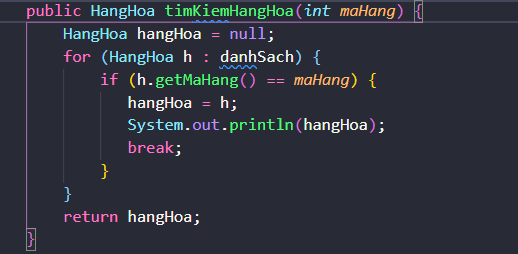 public HangHoa timKiemHangHoa(int maHang) {
HangHoa hangHoa = null;
for (HangHoa h : danhSach) {
if (h.getMaHang() == maHang) {
hangHoa = h;
System.out.println(hangHoa);
break;
}
}
return hangHoa;
}